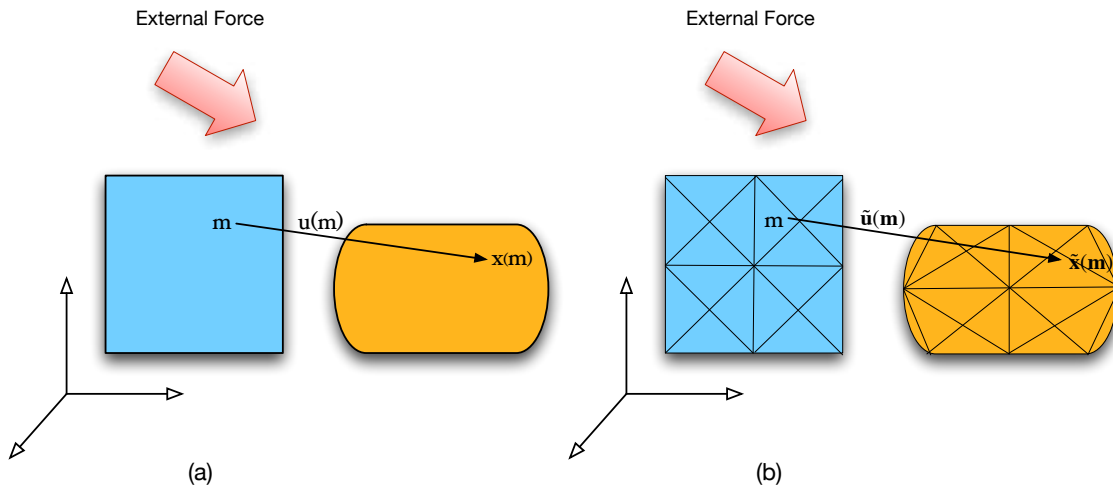 External Force
External Force
m
u(m)
x(m)
m
ũ(m)
x̃(m)
(a)
(b)